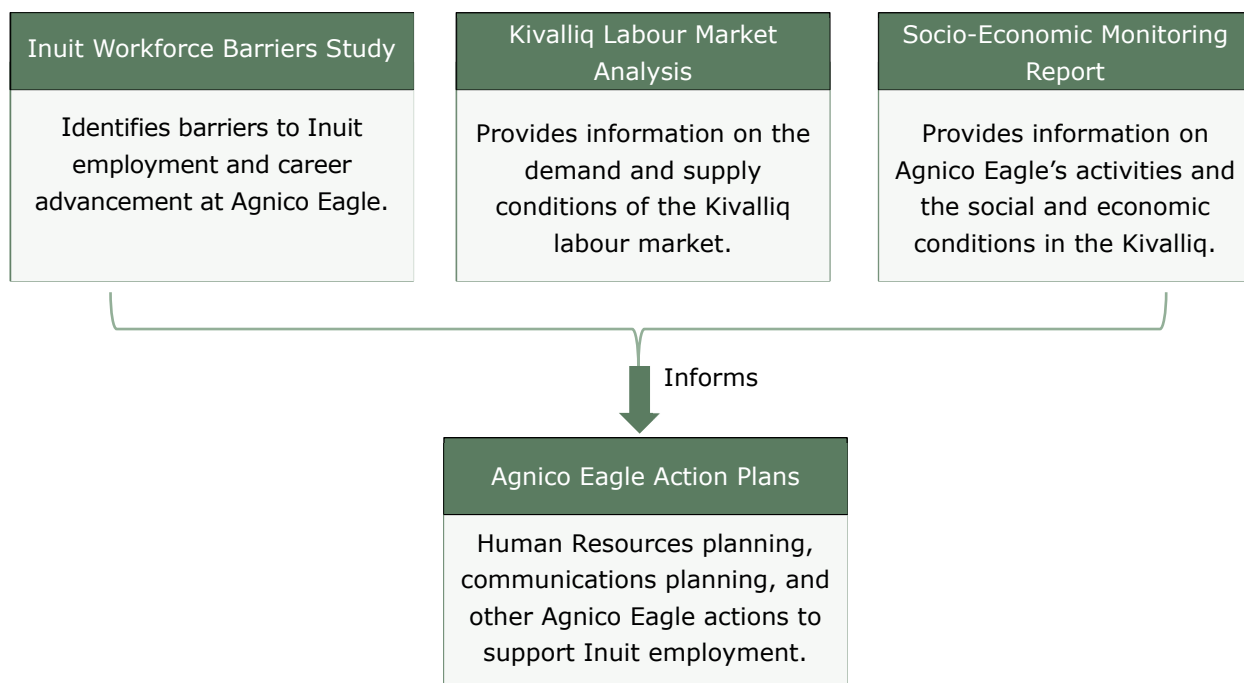 Inuit Workforce Barriers Study
Identifies barriers to Inuit
employment and career
advancement at Agnico Eagle.
Kivalliq Labour Market
Analysis
Provides information on the
demand and supply
conditions of the Kivalliq
labour market.
Socio-Economic Monitoring
Report
Provides information on
Agnico Eagle’s activities and
the social and economic
conditions in the Kivalliq.
Informs
Agnico Eagle Action Plans
Human Resources planning,
communications planning, and
other Agnico Eagle actions to
support Inuit employment.